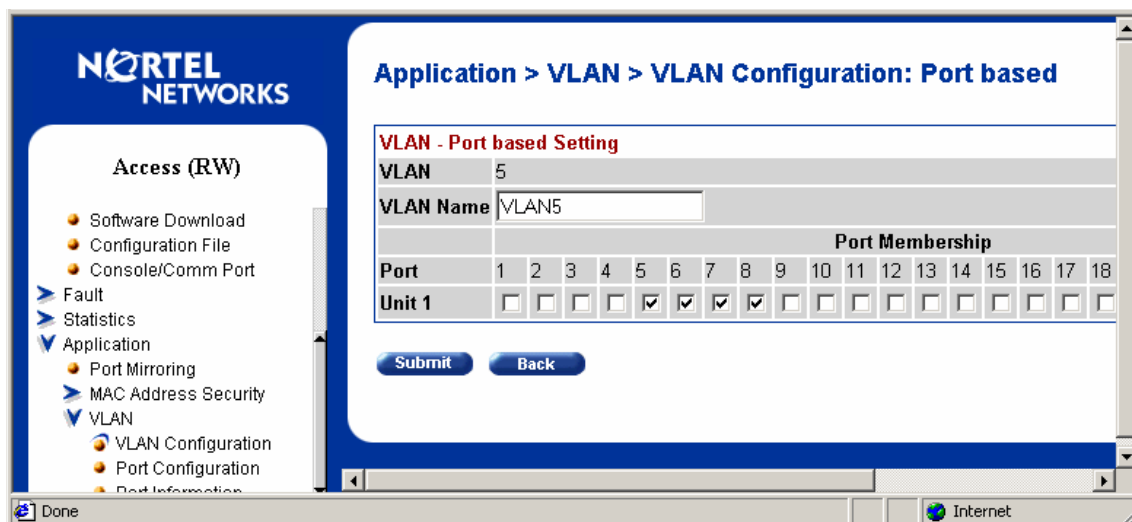 NORTEL
NETWORKS
Access (RW)
Software Download
Configuration File
Console/Comm Port
Fault
Statistics
Application
Port Mirroring
MAC Address Security
VLAN
VLAN Configuration
Port Configuration
Port Information
Application > VLAN > VLAN Configuration: Port based
VLAN - Port based Setting
VLAN 5
VLAN Name VLAN5
Port Membership
Port 1 2 3 4 5 6 7 8 9 10 11 12 13 14 15 16 17 18
Unit 1
Submit Back
Done Internet